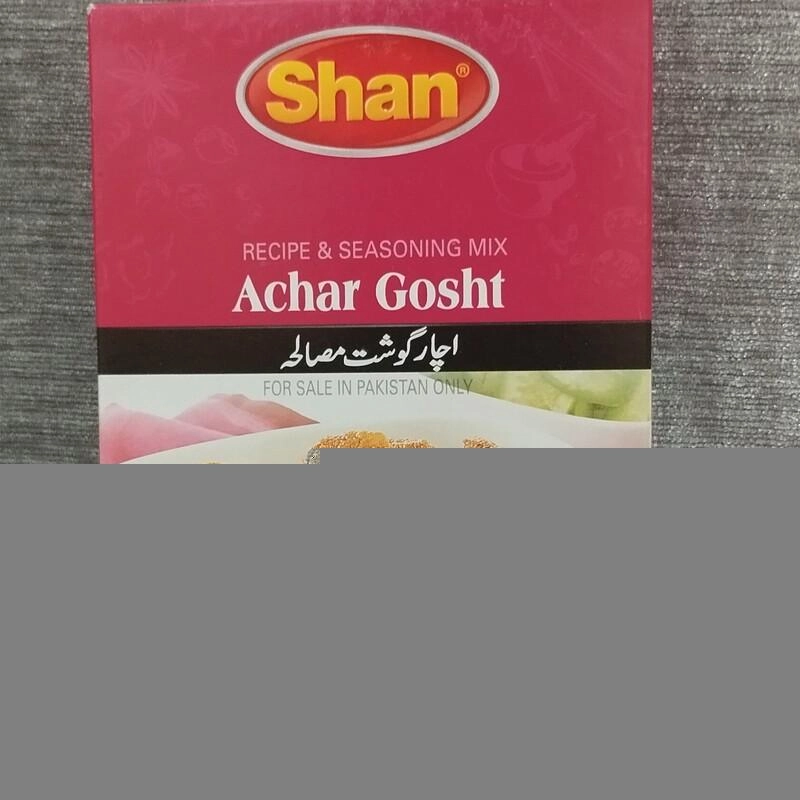 Shan®
RECIPE & SEASONING MIX
Achar Gosht
اچار گوشت مصالحہ
FOR SALE IN PAKISTAN ONLY